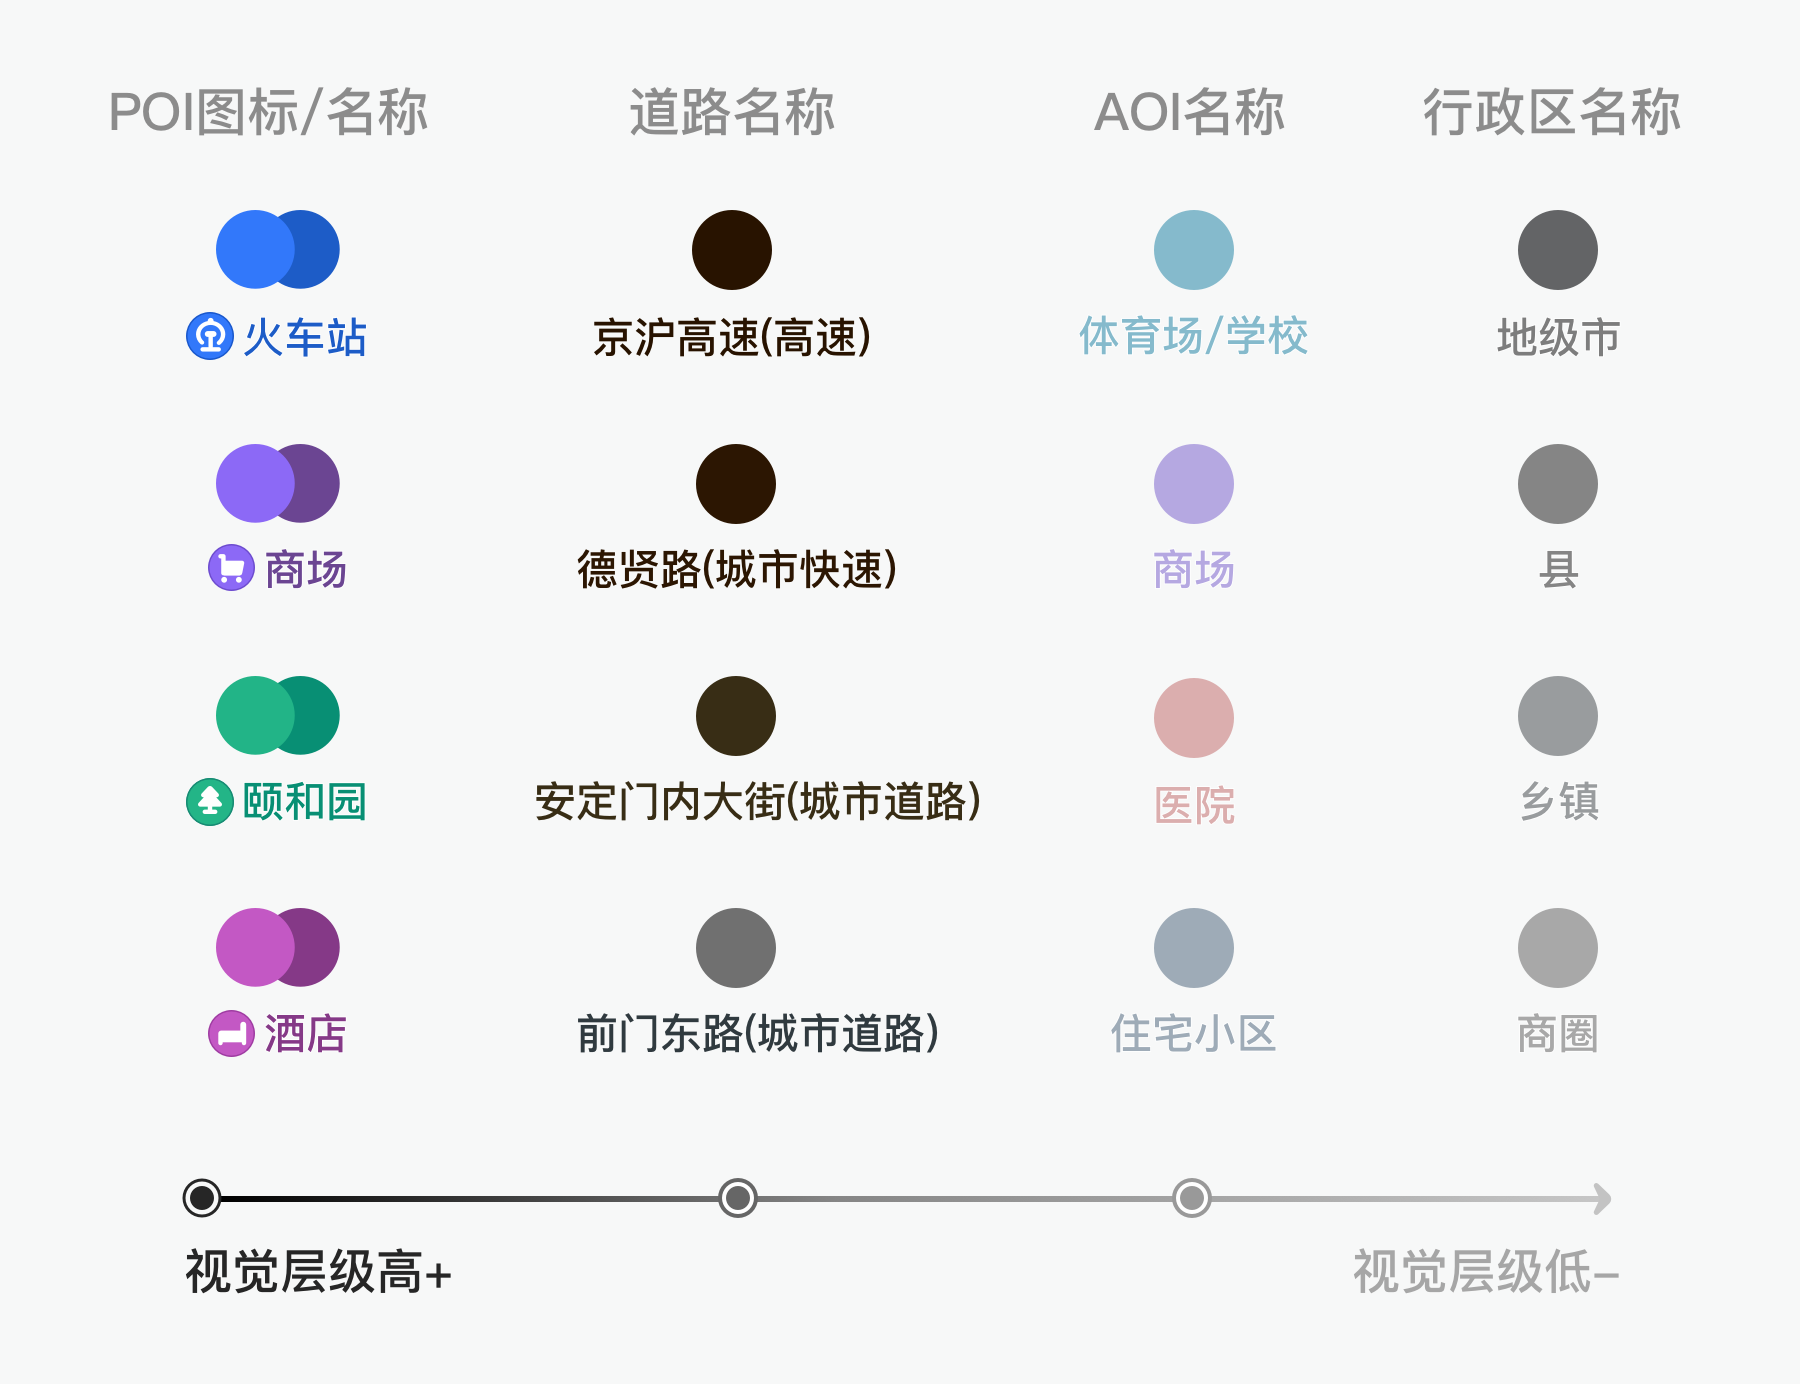 POI图标/名称
道路名称
AOI名称
行政区名称
火车站
京沪高速(高速)
体育场/学校
地级市
商场
德贤路(城市快速)
商场
县
颐和园
安定门内大街(城市道路)
医院
乡镇
酒店
前门东路(城市道路)
住宅小区
商圈
视觉层级高+
视觉层级低–